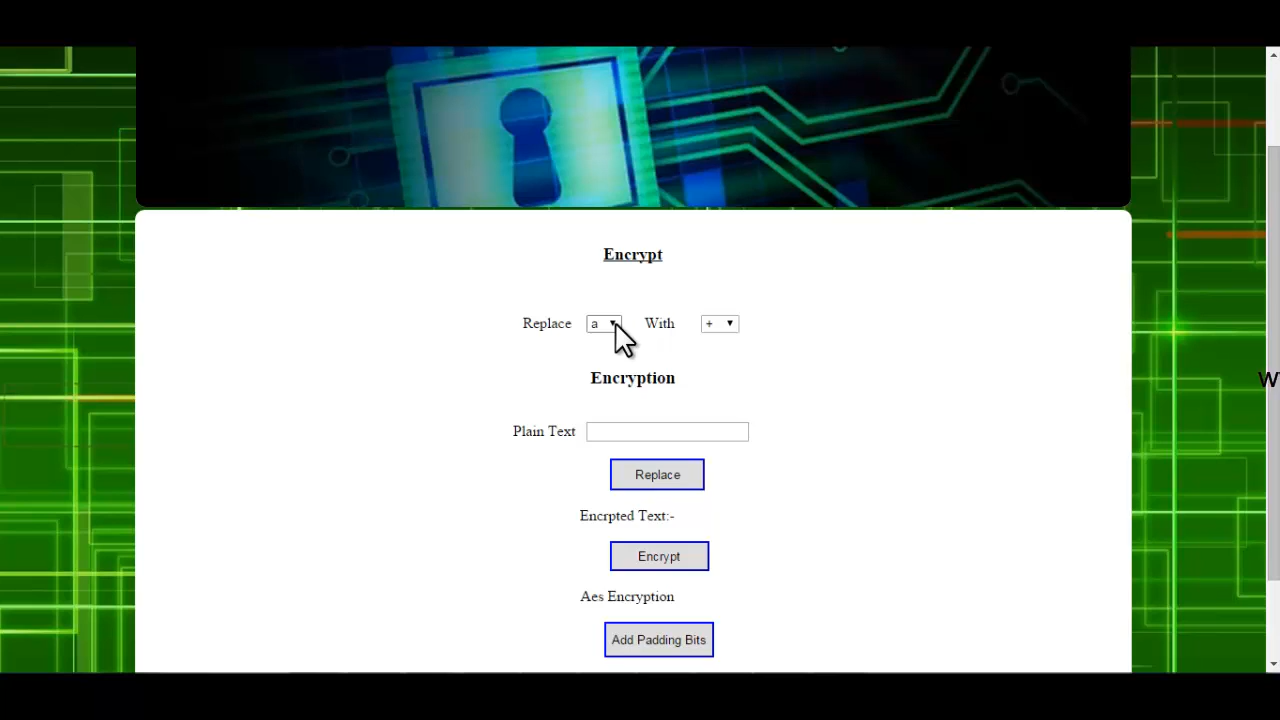 Encrypt
Replace a With +
Encryption
Plain Text
Replace
Encrpted Text:-
Encrypt
Aes Encryption
Add Padding Bits